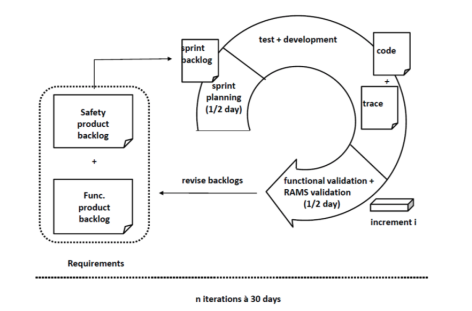 sprint
backlog
test + development
code
+
trace
sprint
planning
(1/2 day)
Safety
product
backlog
+
Func.
product
backlog
Requirements
revise backlogs
functional validation +
RAMS validation
(1/2 day)
increment i
n iterations à 30 days